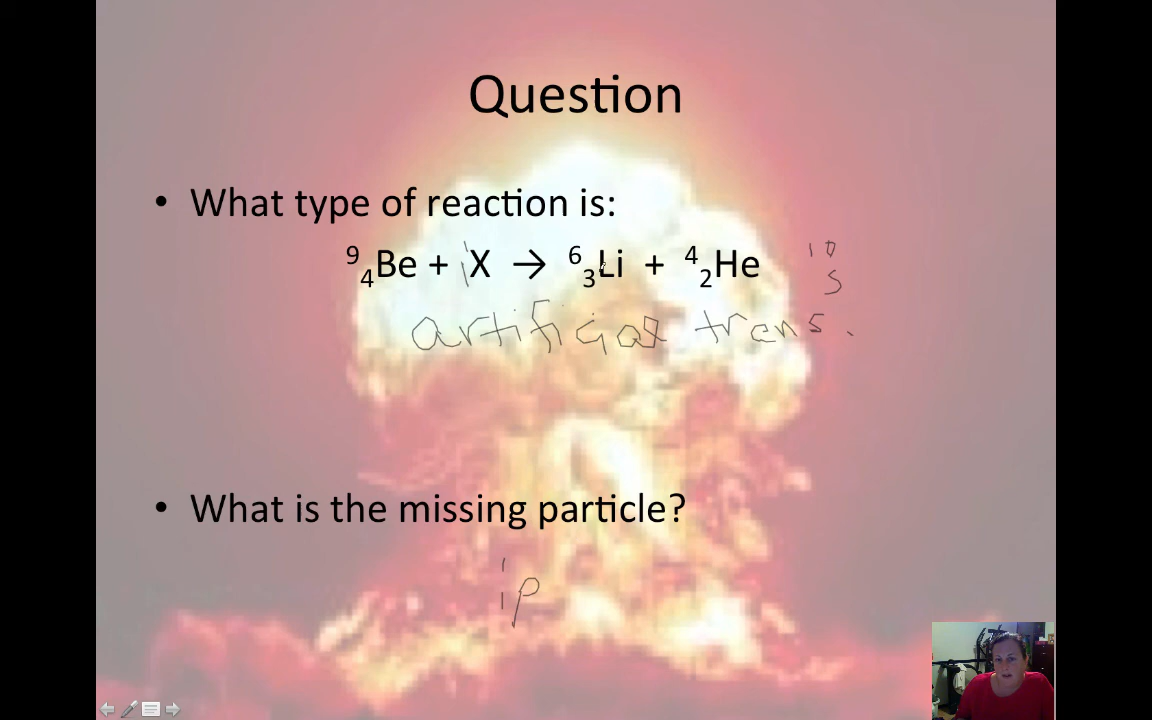 Question
• What type of reaction is:
⁹₄Be + ¹₁X → ⁶₃Li + ⁴₂He 10
5
artificial trans.
• What is the missing particle?
¹₁p